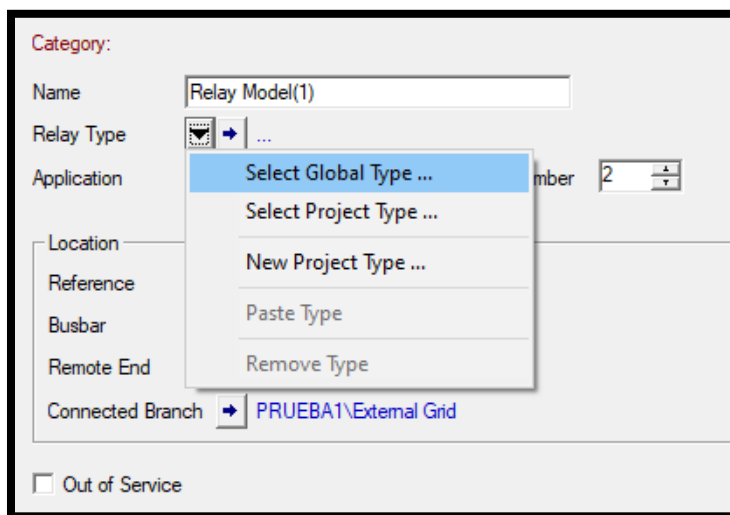 Category:
Name Relay Model(1)
Relay Type ...
Application mber 2
Select Global Type ...
Select Project Type ...
New Project Type ...
Paste Type
Remove Type
Location
Reference
Busbar
Remote End
Connected Branch PRUEBA1\External Grid
Out of Service